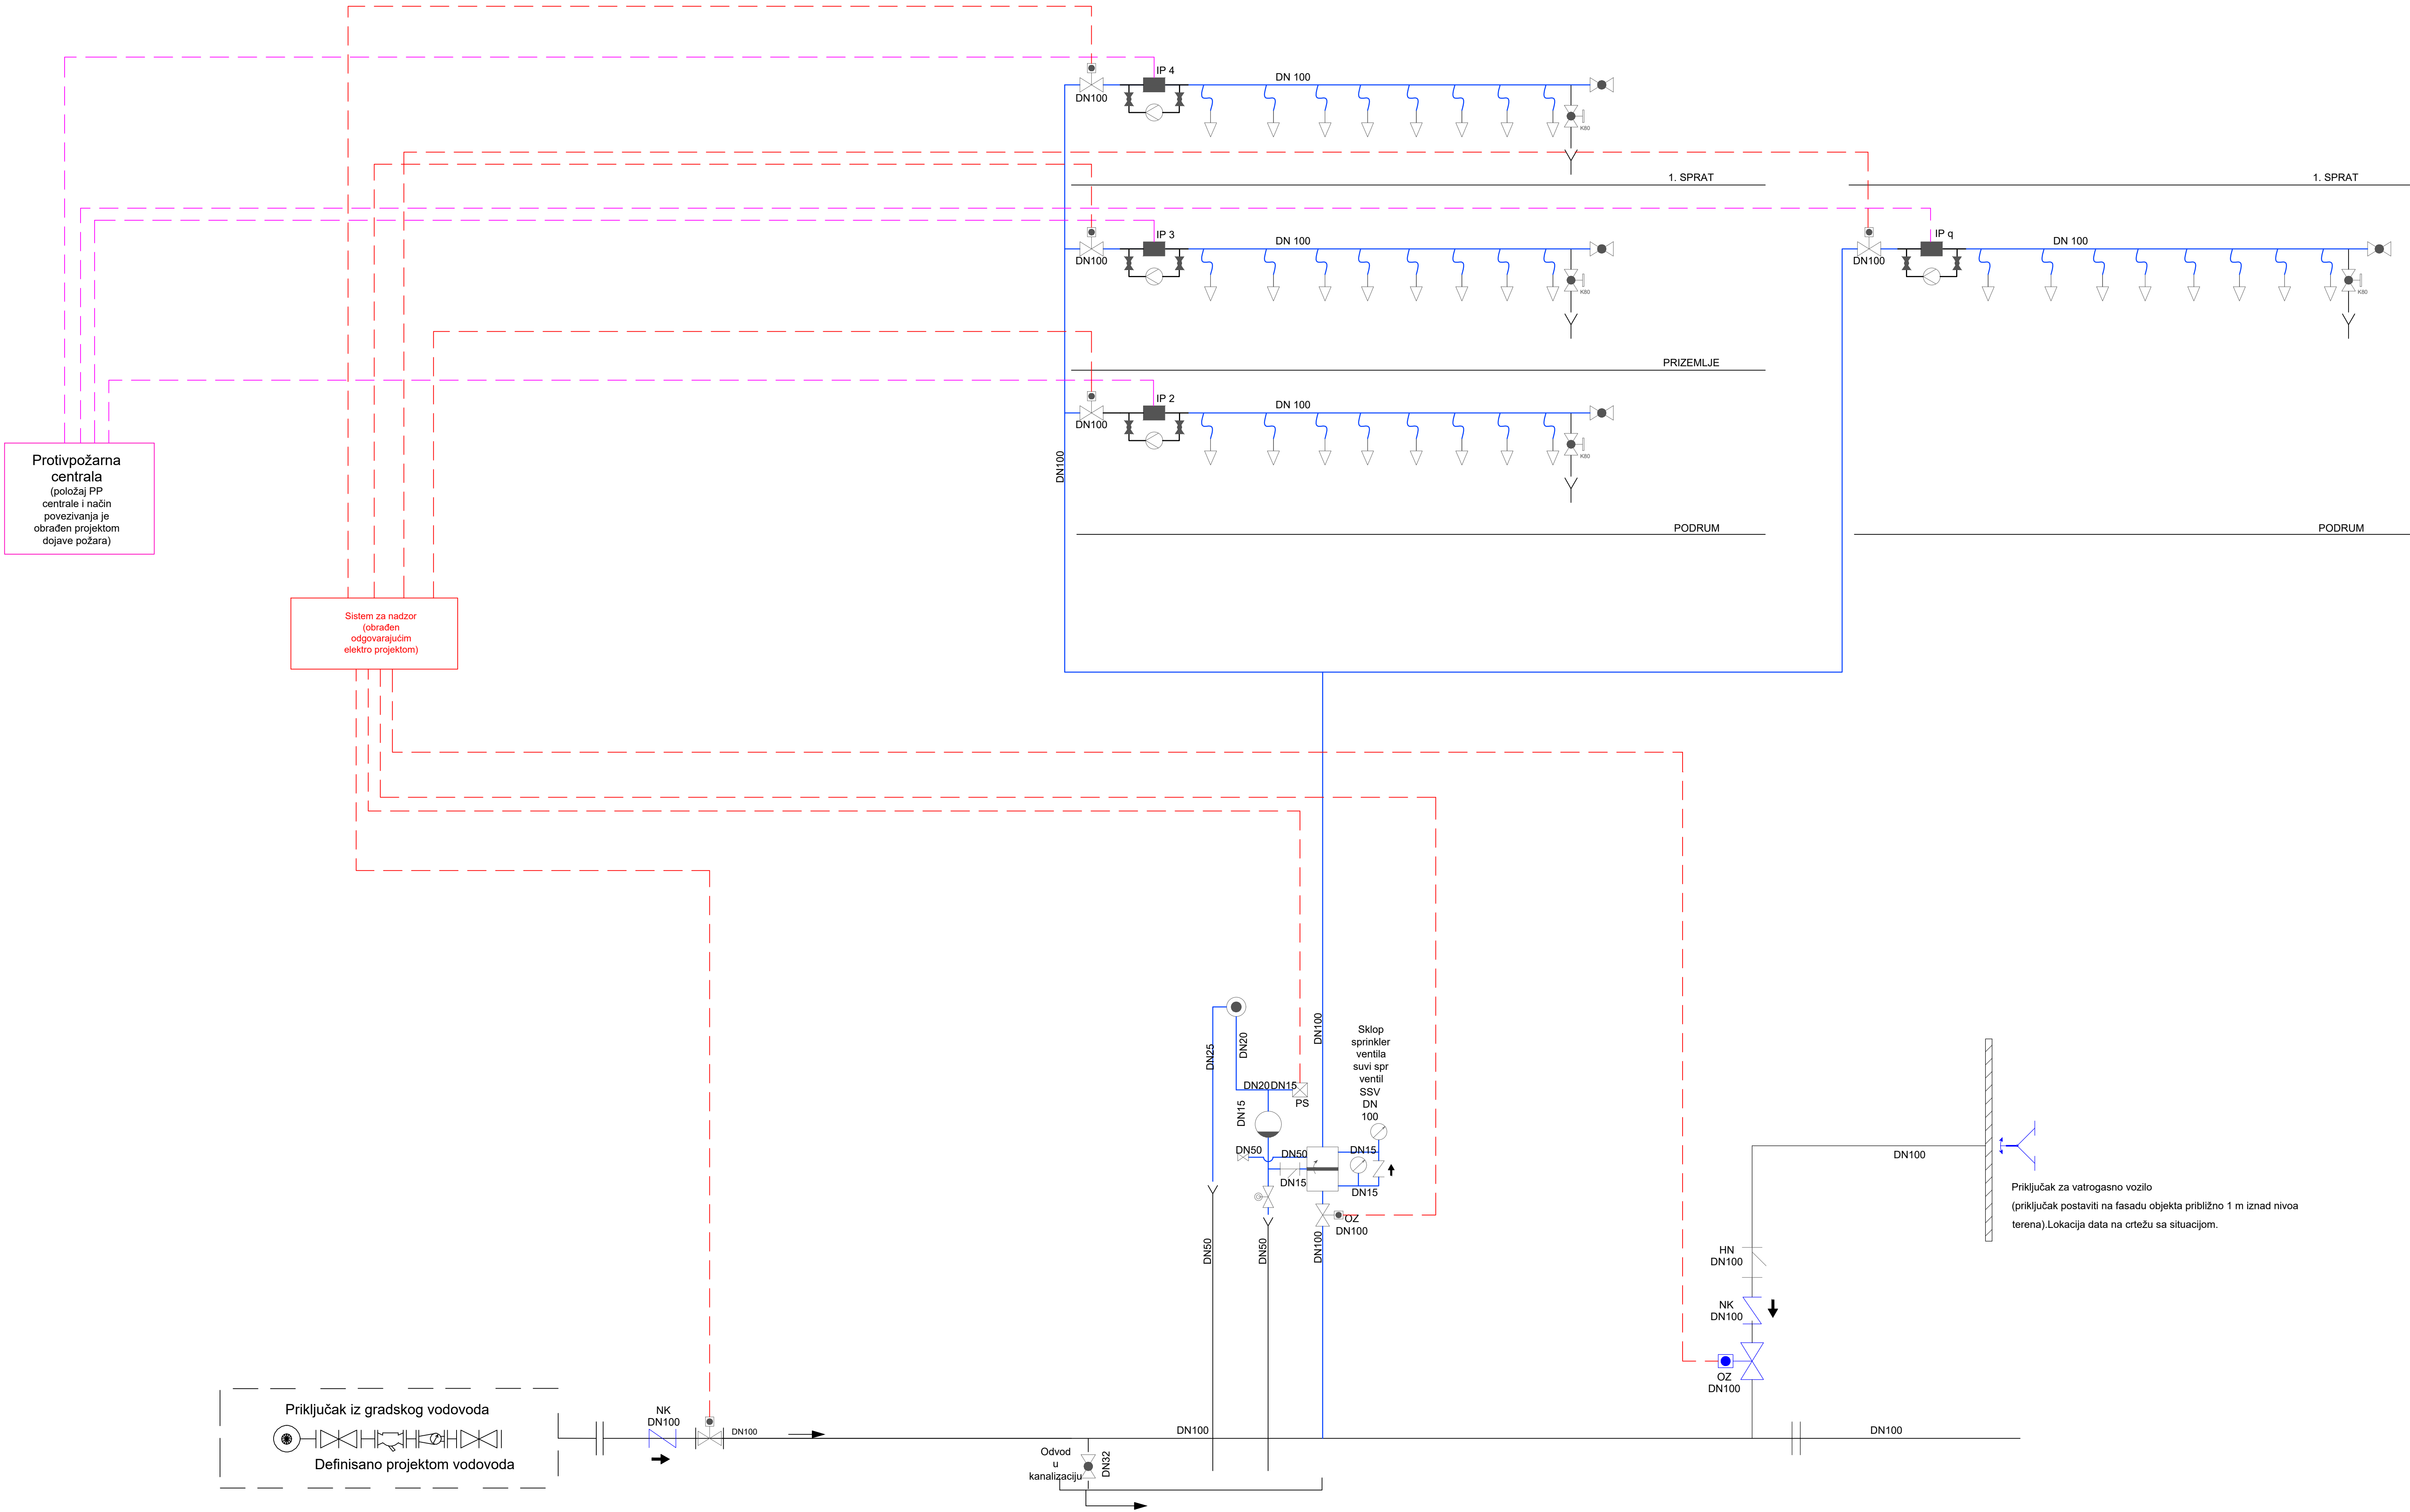 IP 4
DN 100
DN100
K80
1. SPRAT
1. SPRAT
IP 3
DN 100
DN100
K80
IP q
DN 100
DN100
K80
PRIZEMLJE
IP 2
DN 100
DN100
K80
DN100
PODRUM
PODRUM
Protivpožarna
centrala
(položaj PP
centrale i način
povezivanja je
obrađen projektom
dojave požara)
Sistem za nadzor
(obrađen
odgovarajućim
elektro projektom)
DN25
DN20
DN100
Sklop
sprinkler
ventila
suvi spr
ventil
SSV
DN
100
DN20
DN15
PS
DN15
DN50
DN50
DN15
DN15
DN15
OZ
DN100
DN50
DN50
DN100
DN100
Priključak za vatrogasno vozilo
(priključak postaviti na fasadu objekta približno 1 m iznad nivoa
terena).Lokacija data na crtežu sa situacijom.
HN
DN100
NK
DN100
OZ
DN100
Priključak iz gradskog vodovoda
Definisano projektom vodovoda
NK
DN100
DN100
DN100
DN100
Odvod
u
kanalizaciju
DN32